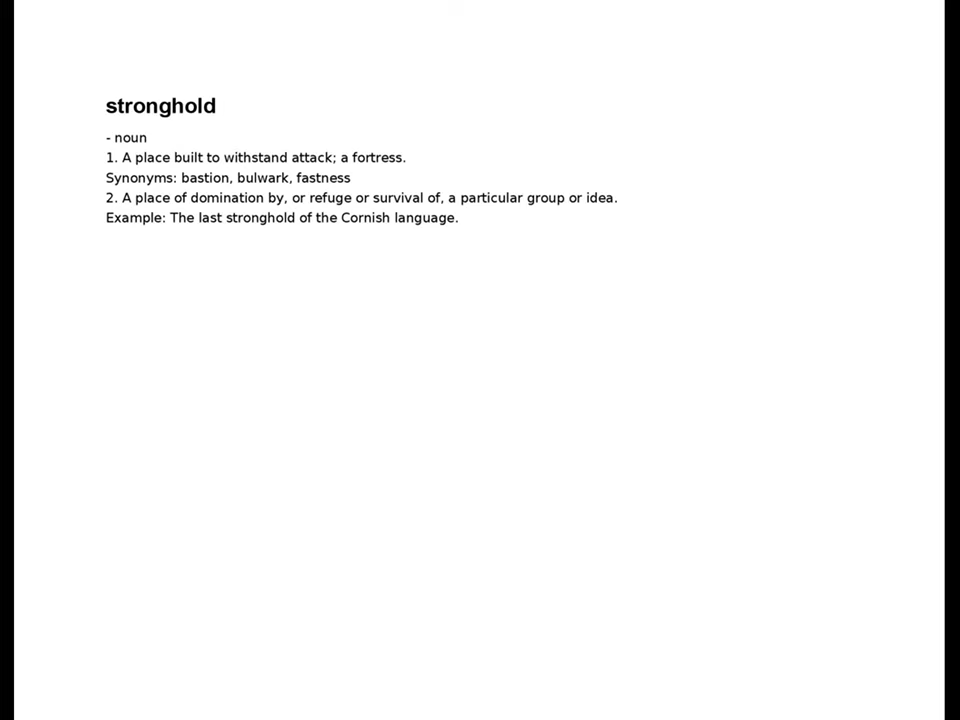 stronghold
- noun
1. A place built to withstand attack; a fortress.
Synonyms: bastion, bulwark, fastness
2. A place of domination by, or refuge or survival of, a particular group or idea.
Example: The last stronghold of the Cornish language.